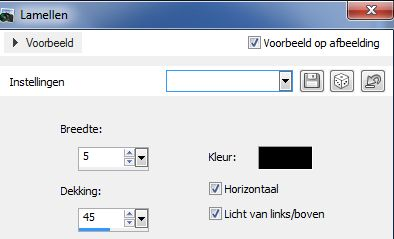 Lamellen
Voorbeeld
Voorbeeld op afbeelding
Instellingen
Breedte:
5
Kleur:
Horizontaal
Dekking:
45
Licht van links/boven